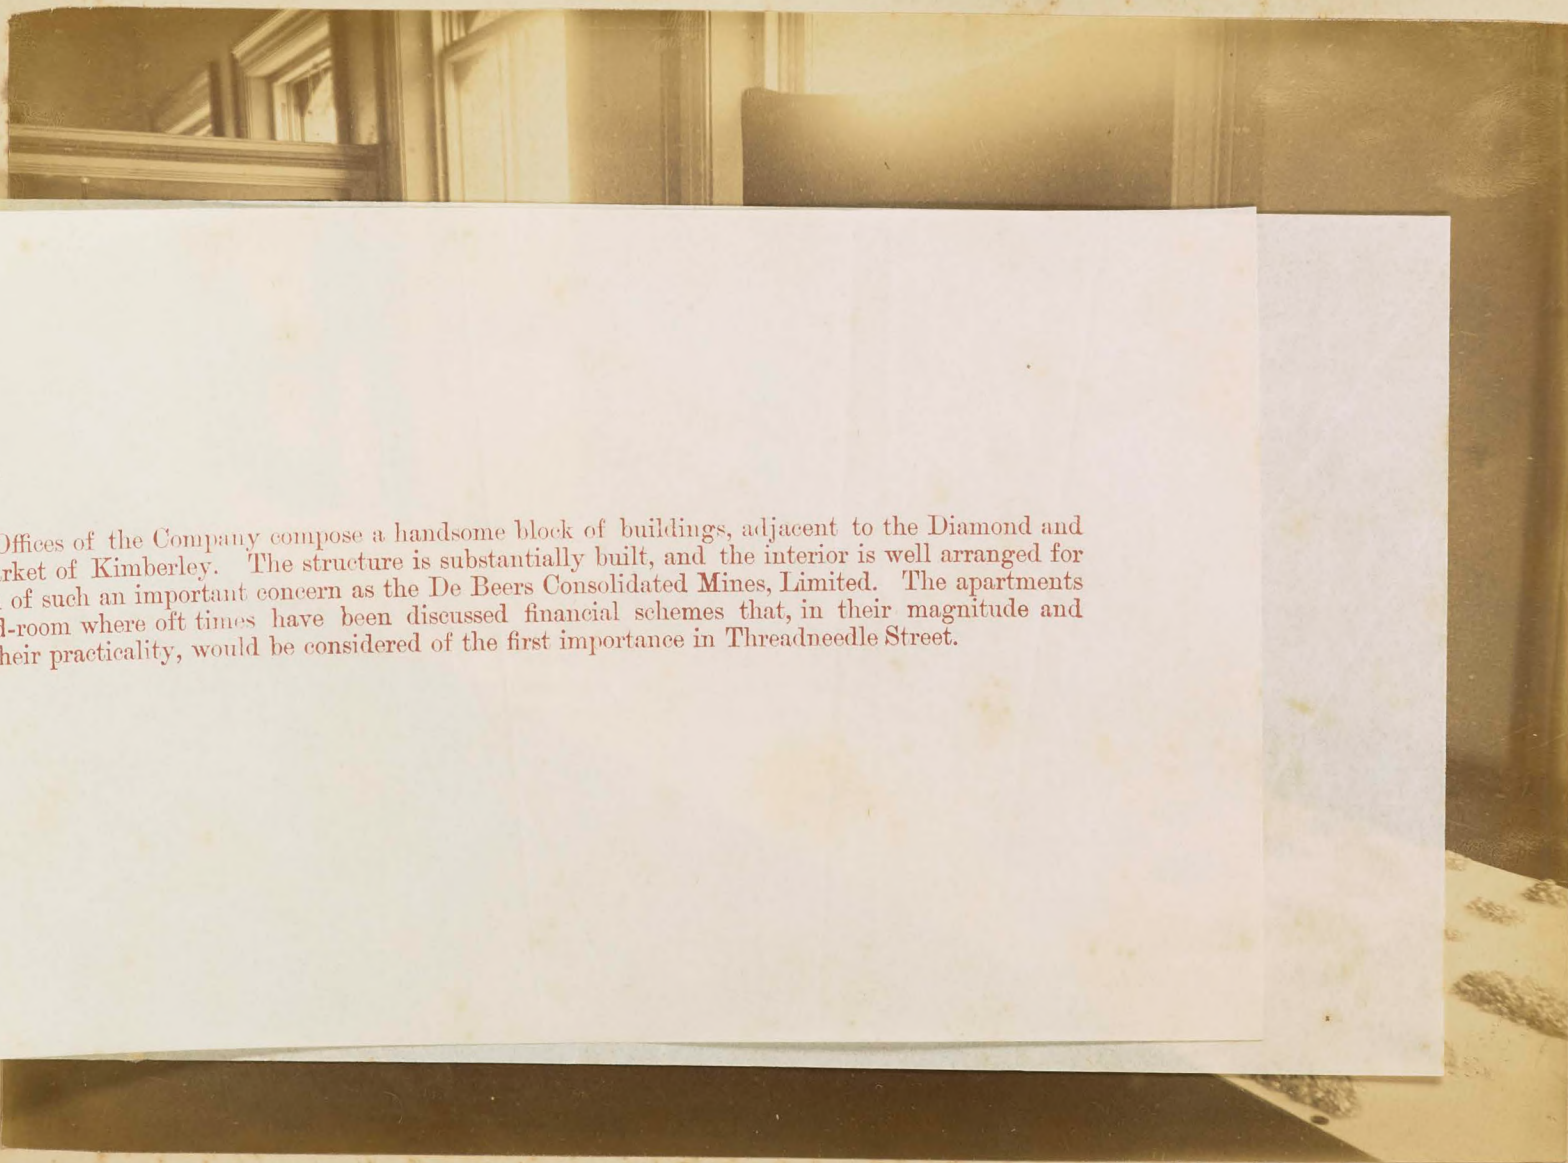 Offices of the Company compose a handsome block of buildings, adjacent to the Diamond and
rket of Kimberley. The structure is substantially built, and the interior is well arranged for
of such an important concern as the De Beers Consolidated Mines, Limited. The apartments
d-room where oft times have been discussed financial schemes that, in their magnitude and
heir practicality, would be considered of the first importance in Threadneedle Street.